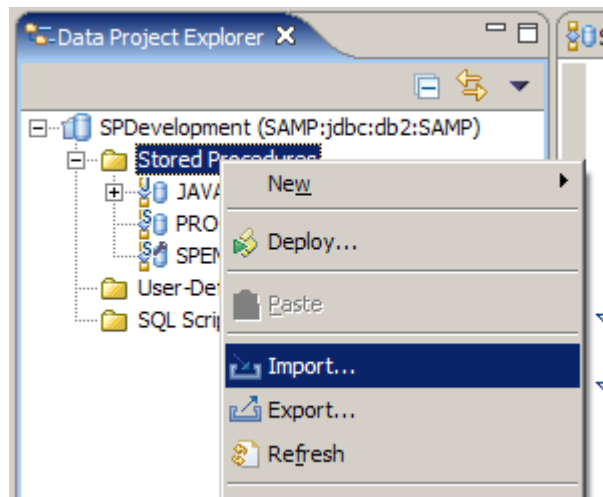 Data Project Explorer
SPDevelopment (SAMP:jdbc:db2:SAMP)
Stored Procedures
JAVA
PRO
SPEM
User-De
SQL Scrip
New
Deploy...
Paste
Import...
Export...
Refresh